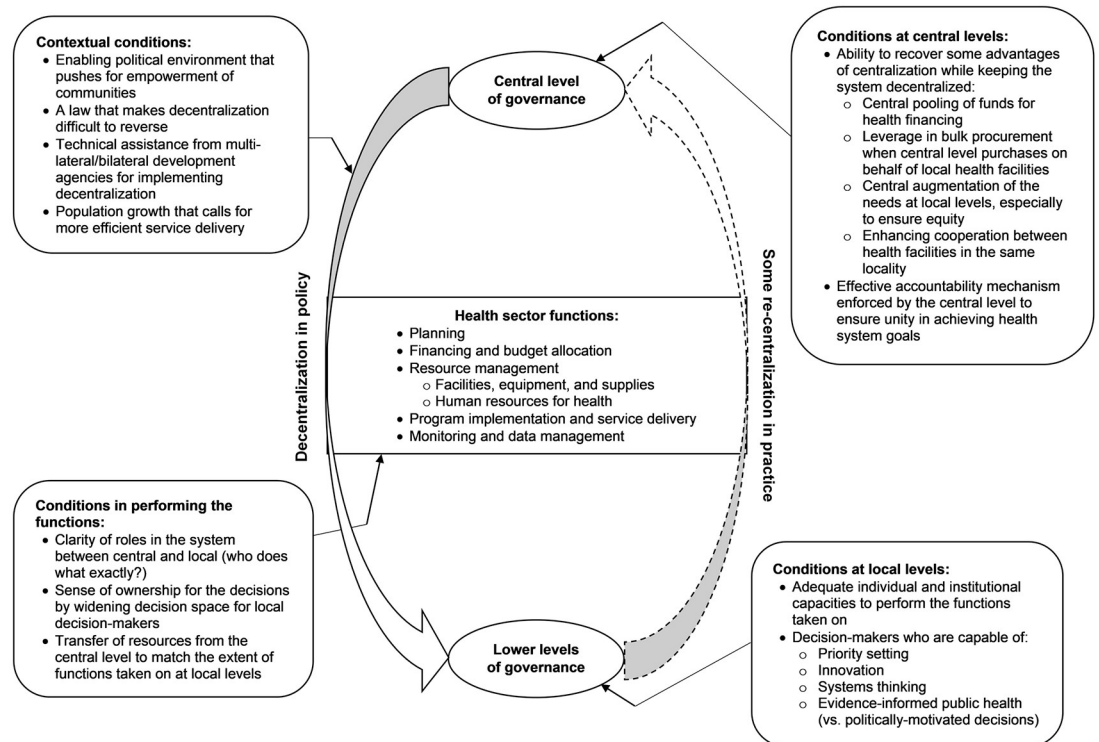 Contextual conditions:
• Enabling political environment that
pushes for empowerment of
communities
• A law that makes decentralization
difficult to reverse
• Technical assistance from multi-
lateral/bilateral development
agencies for implementing
decentralization
• Population growth that calls for
more efficient service delivery
Central level
of governance
Conditions at central levels:
• Ability to recover some advantages
of centralization while keeping the
system decentralized:
o Central pooling of funds for
health financing
o Leverage in bulk procurement
when central level purchases on
behalf of local health facilities
o Central augmentation of the
needs at local levels, especially
to ensure equity
o Enhancing cooperation between
health facilities in the same
locality
• Effective accountability mechanism
enforced by the central level to
ensure unity in achieving health
system goals
Decentralization in policy
Health sector functions:
• Planning
• Financing and budget allocation
• Resource management
o Facilities, equipment, and supplies
o Human resources for health
• Program implementation and service delivery
• Monitoring and data management
Some re-centralization in practice
Conditions in performing the
functions:
• Clarity of roles in the system
between central and local (who does
what exactly?)
• Sense of ownership for the decisions
by widening decision space for local
decision-makers
• Transfer of resources from the
central level to match the extent of
functions taken on at local levels
Lower levels
of governance
Conditions at local levels:
• Adequate individual and institutional
capacities to perform the functions
taken on
• Decision-makers who are capable of:
o Priority setting
o Innovation
o Systems thinking
o Evidence-informed public health
(vs. politically-motivated decisions)